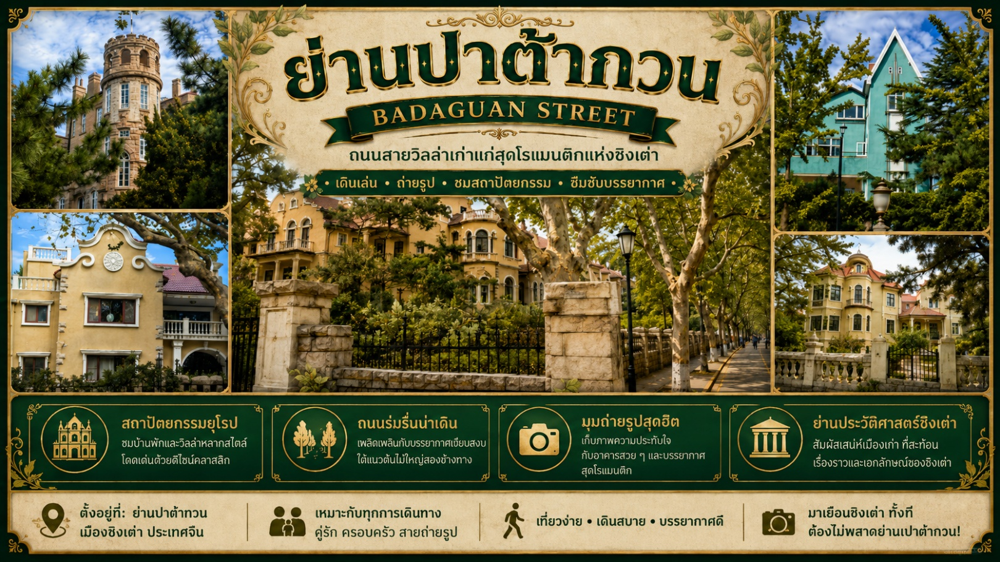 ย่านปาต้ากวน
BADAGUAN STREET
ถนนสายวิลล่าเก่าแก่สุดโรแมนติกแห่งชิงเต่า
• เดินเล่น • ถ่ายรูป • ชมสถาปัตยกรรม • ซึมซับบรรยากาศ •
สถาปัตยกรรมยุโรป
ชมบ้านพักและวิลล่าหลากสไตล์
โดดเด่นด้วยดีไซน์คลาสสิก
ถนนร่มรื่นน่าเดิน
เพลิดเพลินกับบรรยากาศเงียบสงบ
ใต้แนวต้นไม้ใหญ่สองข้างทาง
มุมถ่ายรูปสุดฮิต
เก็บภาพความประทับใจ
กับอาคารสวย ๆ และบรรยากาศ
สุดโรแมนติก
ย่านประวัติศาสตร์ชิงเต่า
สัมผัสเสน่ห์เมืองเก่า ที่สะท้อน
เรื่องราวและเอกลักษณ์ของชิงเต่า
ตั้งอยู่ที่: ย่านปาต้าทวน
เมืองชิงเต่า ประเทศจีน
เหมาะกับทุกการเดินทาง
คู่รัก ครอบครัว สายถ่ายรูป
เที่ยวง่าย • เดินสบาย • บรรยากาศดี
มาเยือนชิงเต่า ทั้งที
ต้องไม่พลาดย่านเปาต้ากวน!